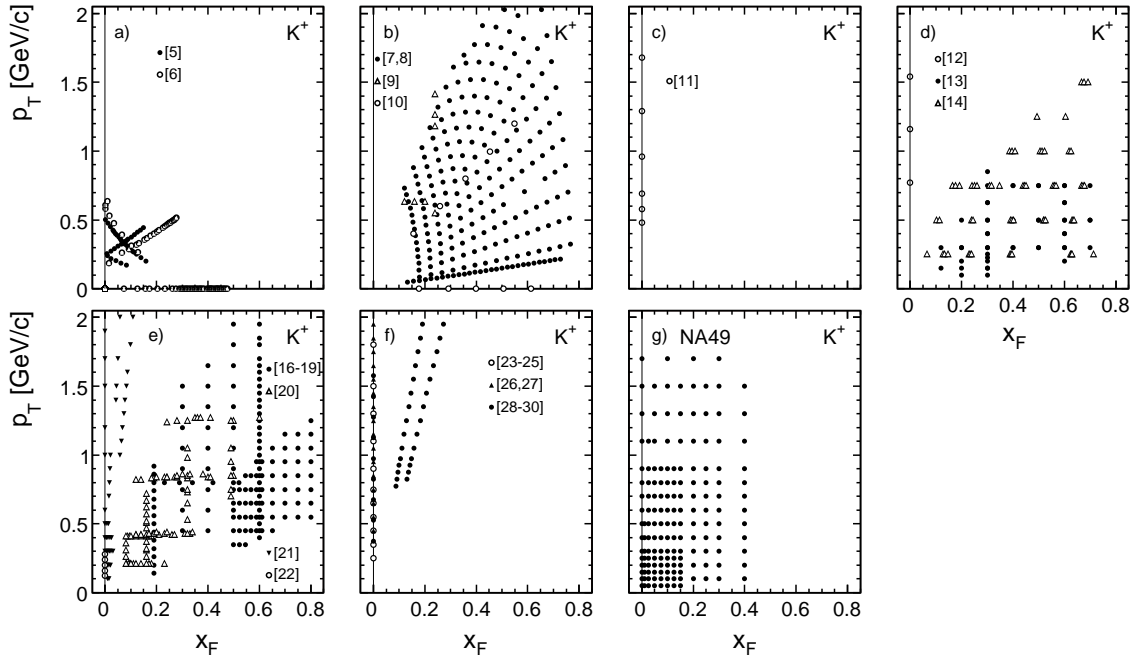 p_T [GeV/c]
2
1.5
1
0.5
0
a)
K+
[5]
[6]
b)
K+
[7,8]
[9]
[10]
c)
K+
[11]
d)
K+
[12]
[13]
[14]
0 0.2 0.4 0.6 0.8
x_F
p_T [GeV/c]
2
1.5
1
0.5
0
e)
K+
[16-19]
[20]
[21]
[22]
f)
K+
[23-25]
[26,27]
[28-30]
g) NA49
K+
0 0.2 0.4 0.6 0.8
0 0.2 0.4 0.6 0.8
0 0.2 0.4 0.6 0.8
x_F
x_F
x_F